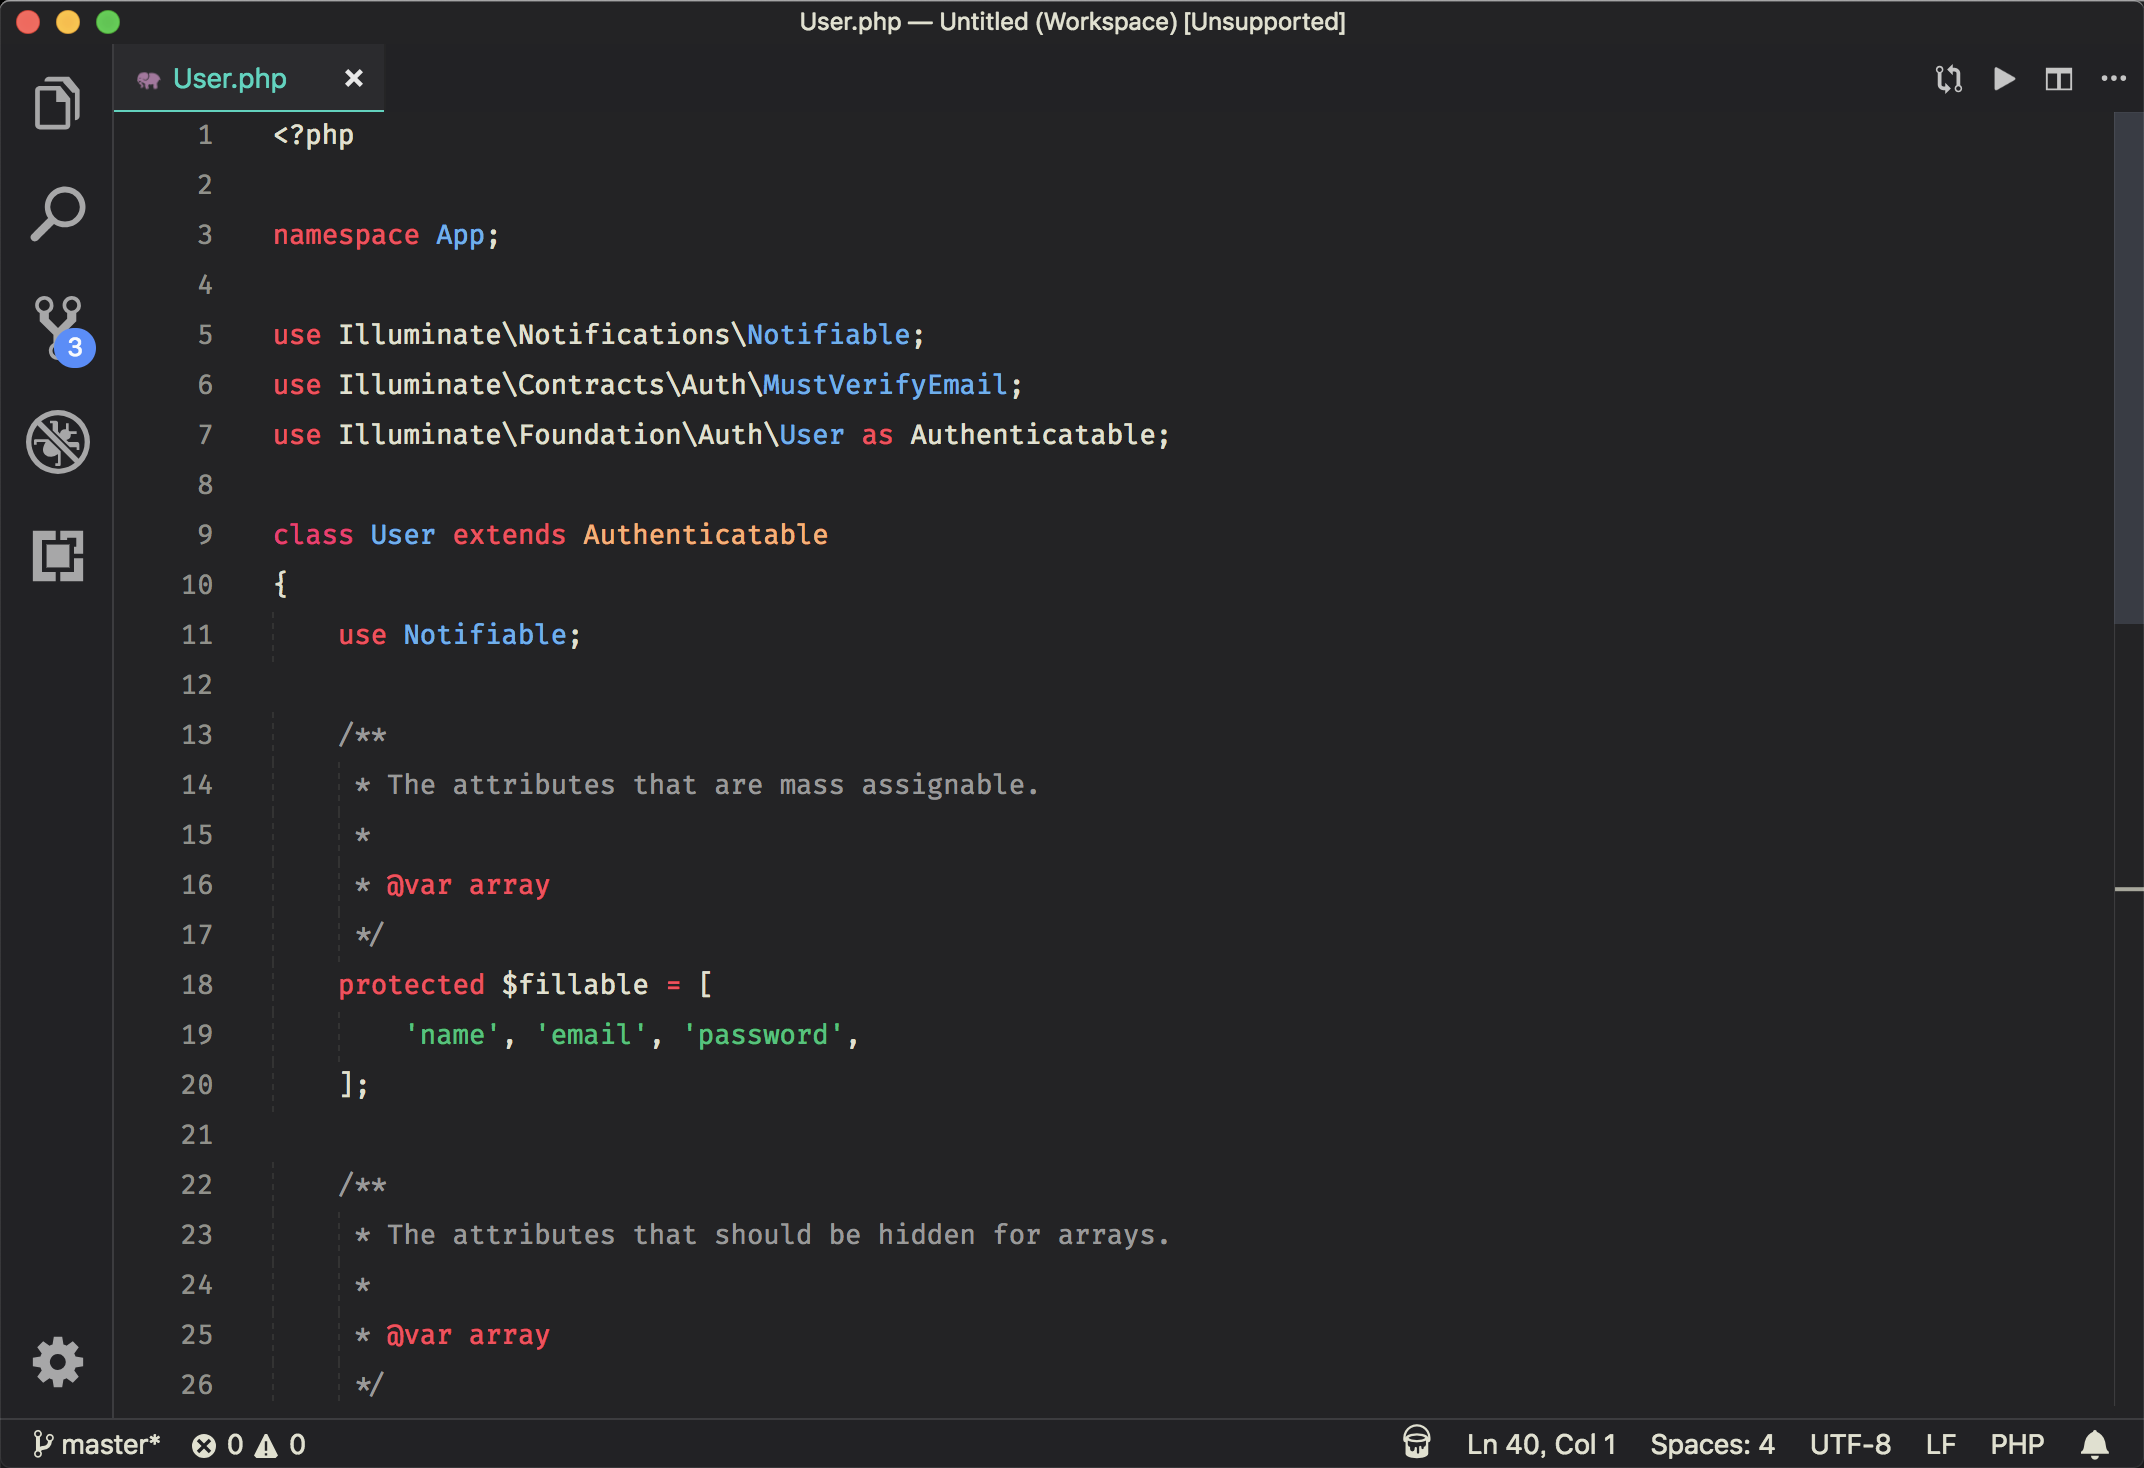 User.php — Untitled (Workspace) [Unsupported]
User.php
3
1 <?php
2
3 namespace App;
4
5 use Illuminate\Notifications\Notifiable;
6 use Illuminate\Contracts\Auth\MustVerifyEmail;
7 use Illuminate\Foundation\Auth\User as Authenticatable;
8
9 class User extends Authenticatable
10 {
11     use Notifiable;
12
13     /**
14      * The attributes that are mass assignable.
15      *
16      * @var array
17      */
18     protected $fillable = [
19         'name', 'email', 'password',
20     ];
21
22     /**
23      * The attributes that should be hidden for arrays.
24      *
25      * @var array
26      */
master* 0 0 Ln 40, Col 1 Spaces: 4 UTF-8 LF PHP